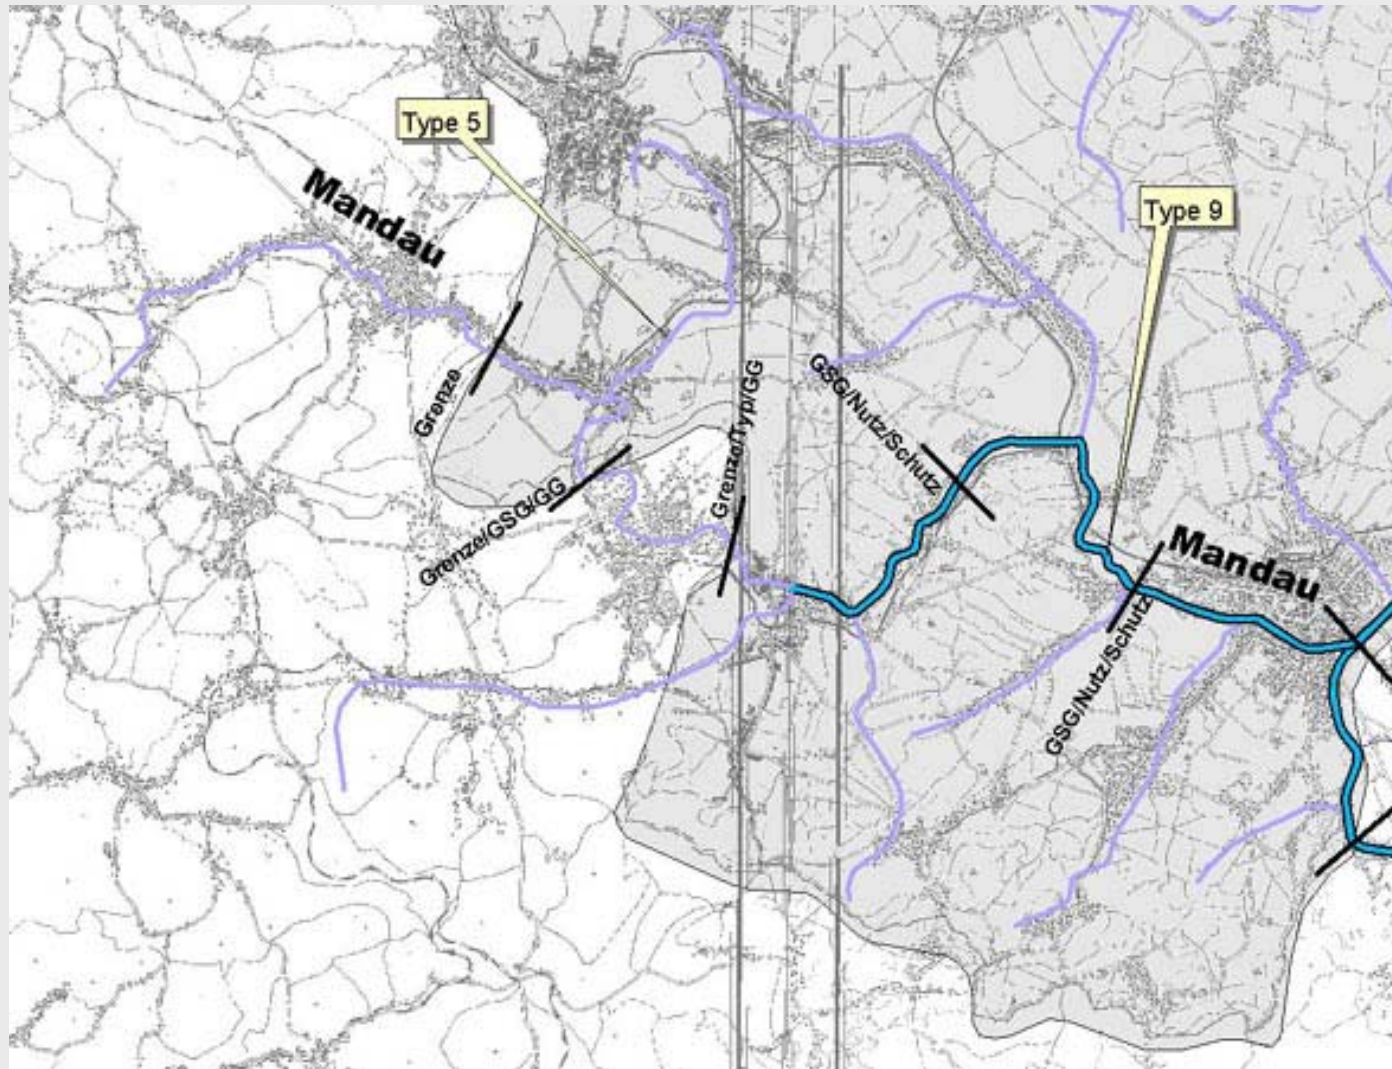 Type 5
Mandau
Type 9
Grenze
Grenze/GSG/GG
Grenze/Typ/GG
GSG/Nutz/Schutz
Mandau
GSG/Nutz/Schutz